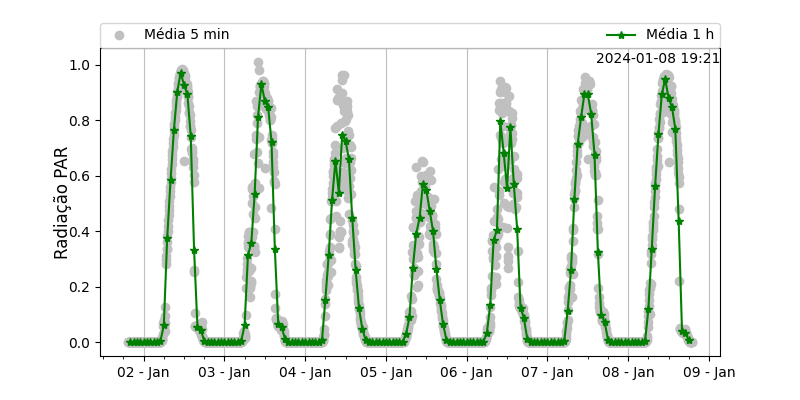 Média 5 min
Média 1 h
2024-01-08 19:21
Radiação PAR
1.0
0.8
0.6
0.4
0.2
0.0
02 - Jan
03 - Jan
04 - Jan
05 - Jan
06 - Jan
07 - Jan
08 - Jan
09 - Jan